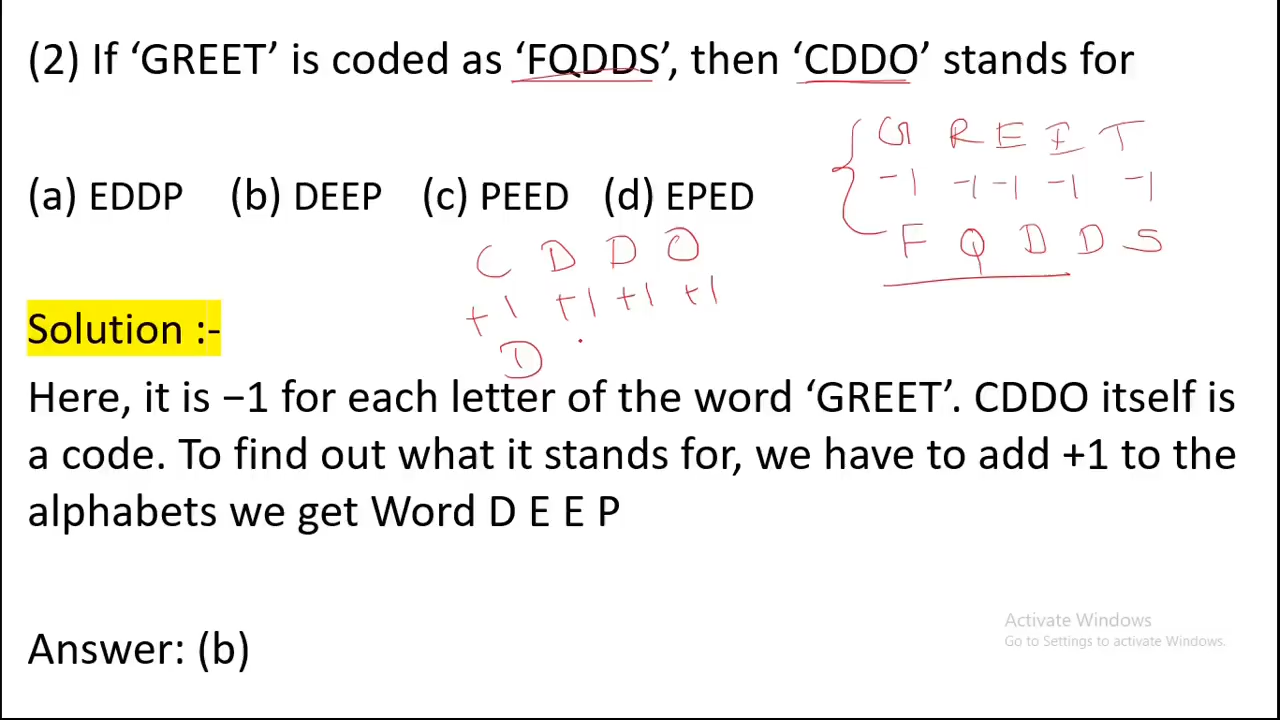 (2) If ‘GREET’ is coded as ‘FQDDS’, then ‘CDDO’ stands for
G R E E T
-1 -1 -1 -1 -1
F Q D D S
(a) EDDP (b) DEEP (c) PEED (d) EPED
C D D O
+1 +1 +1 +1
D
Solution :-
Here, it is −1 for each letter of the word ‘GREET’. CDDO itself is
a code. To find out what it stands for, we have to add +1 to the
alphabets we get Word D E E P
Activate Windows
Go to Settings to activate Windows.
Answer: (b)